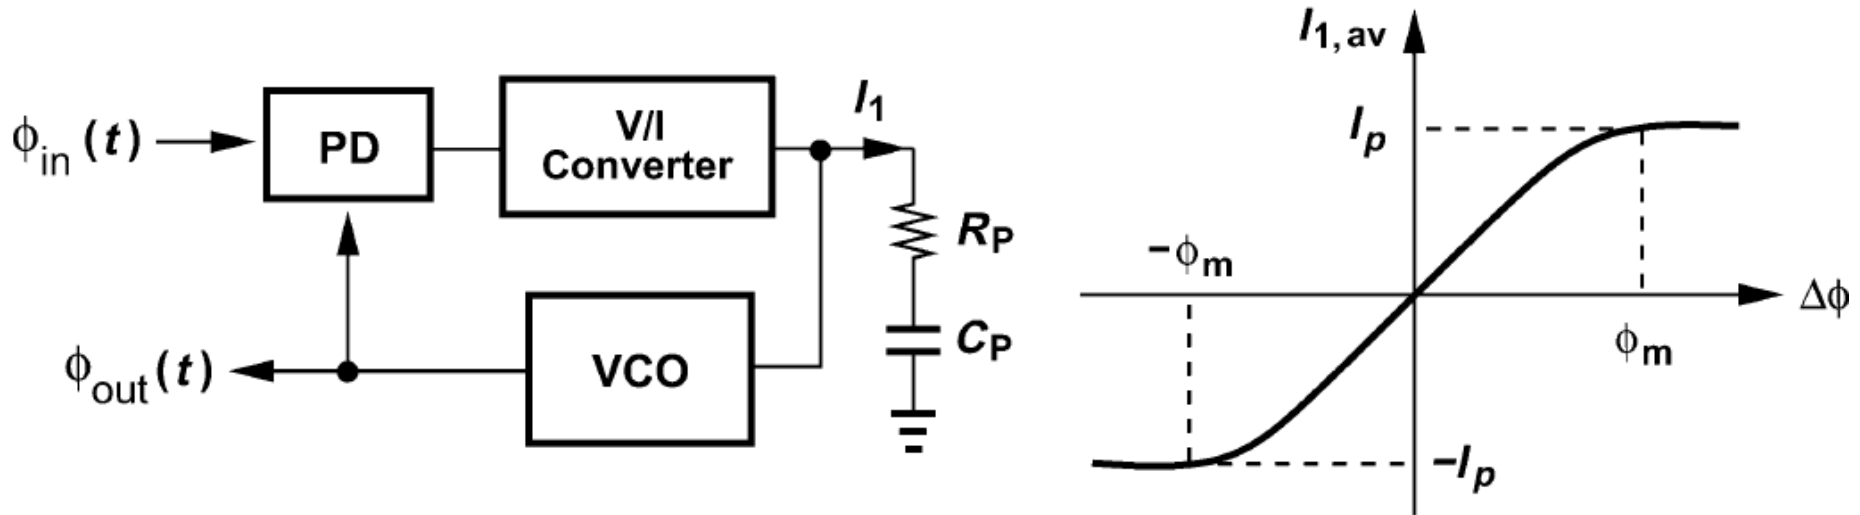 ϕin (t)
PD
V/I
Converter
I1
RP
CP
VCO
ϕout (t)
I1, av
Ip
−ϕm
Δϕ
ϕm
−Ip